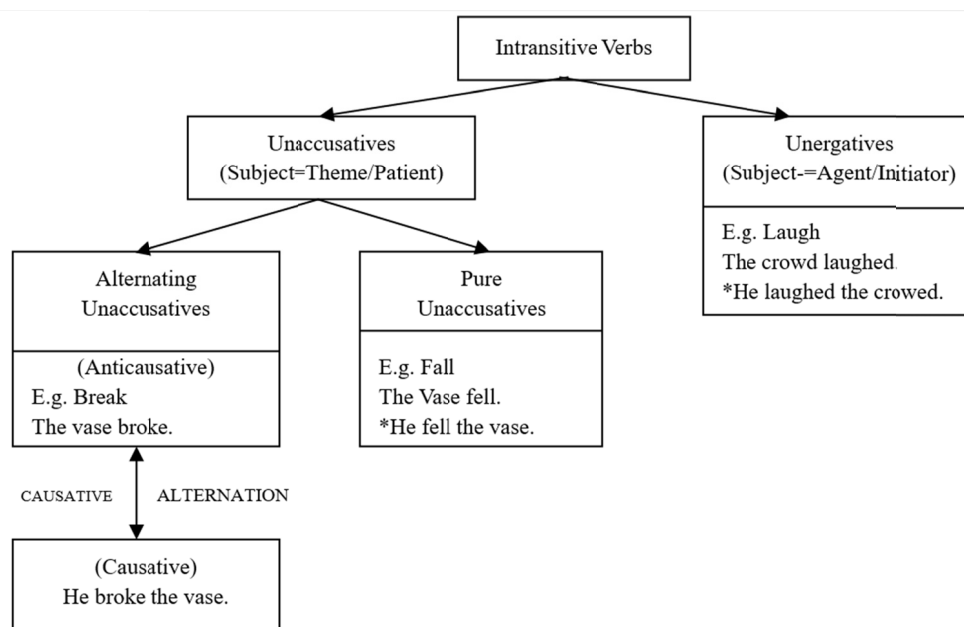 Intransitive Verbs
Unaccusatives
(Subject=Theme/Patient)
Unergatives
(Subject-=Agent/Initiator)
E.g. Laugh
The crowd laughed.
*He laughed the crowed.
Alternating
Unaccusatives
(Anticausative)
E.g. Break
The vase broke.
Pure
Unaccusatives
E.g. Fall
The Vase fell.
*He fell the vase.
CAUSATIVE ALTERNATION
(Causative)
He broke the vase.